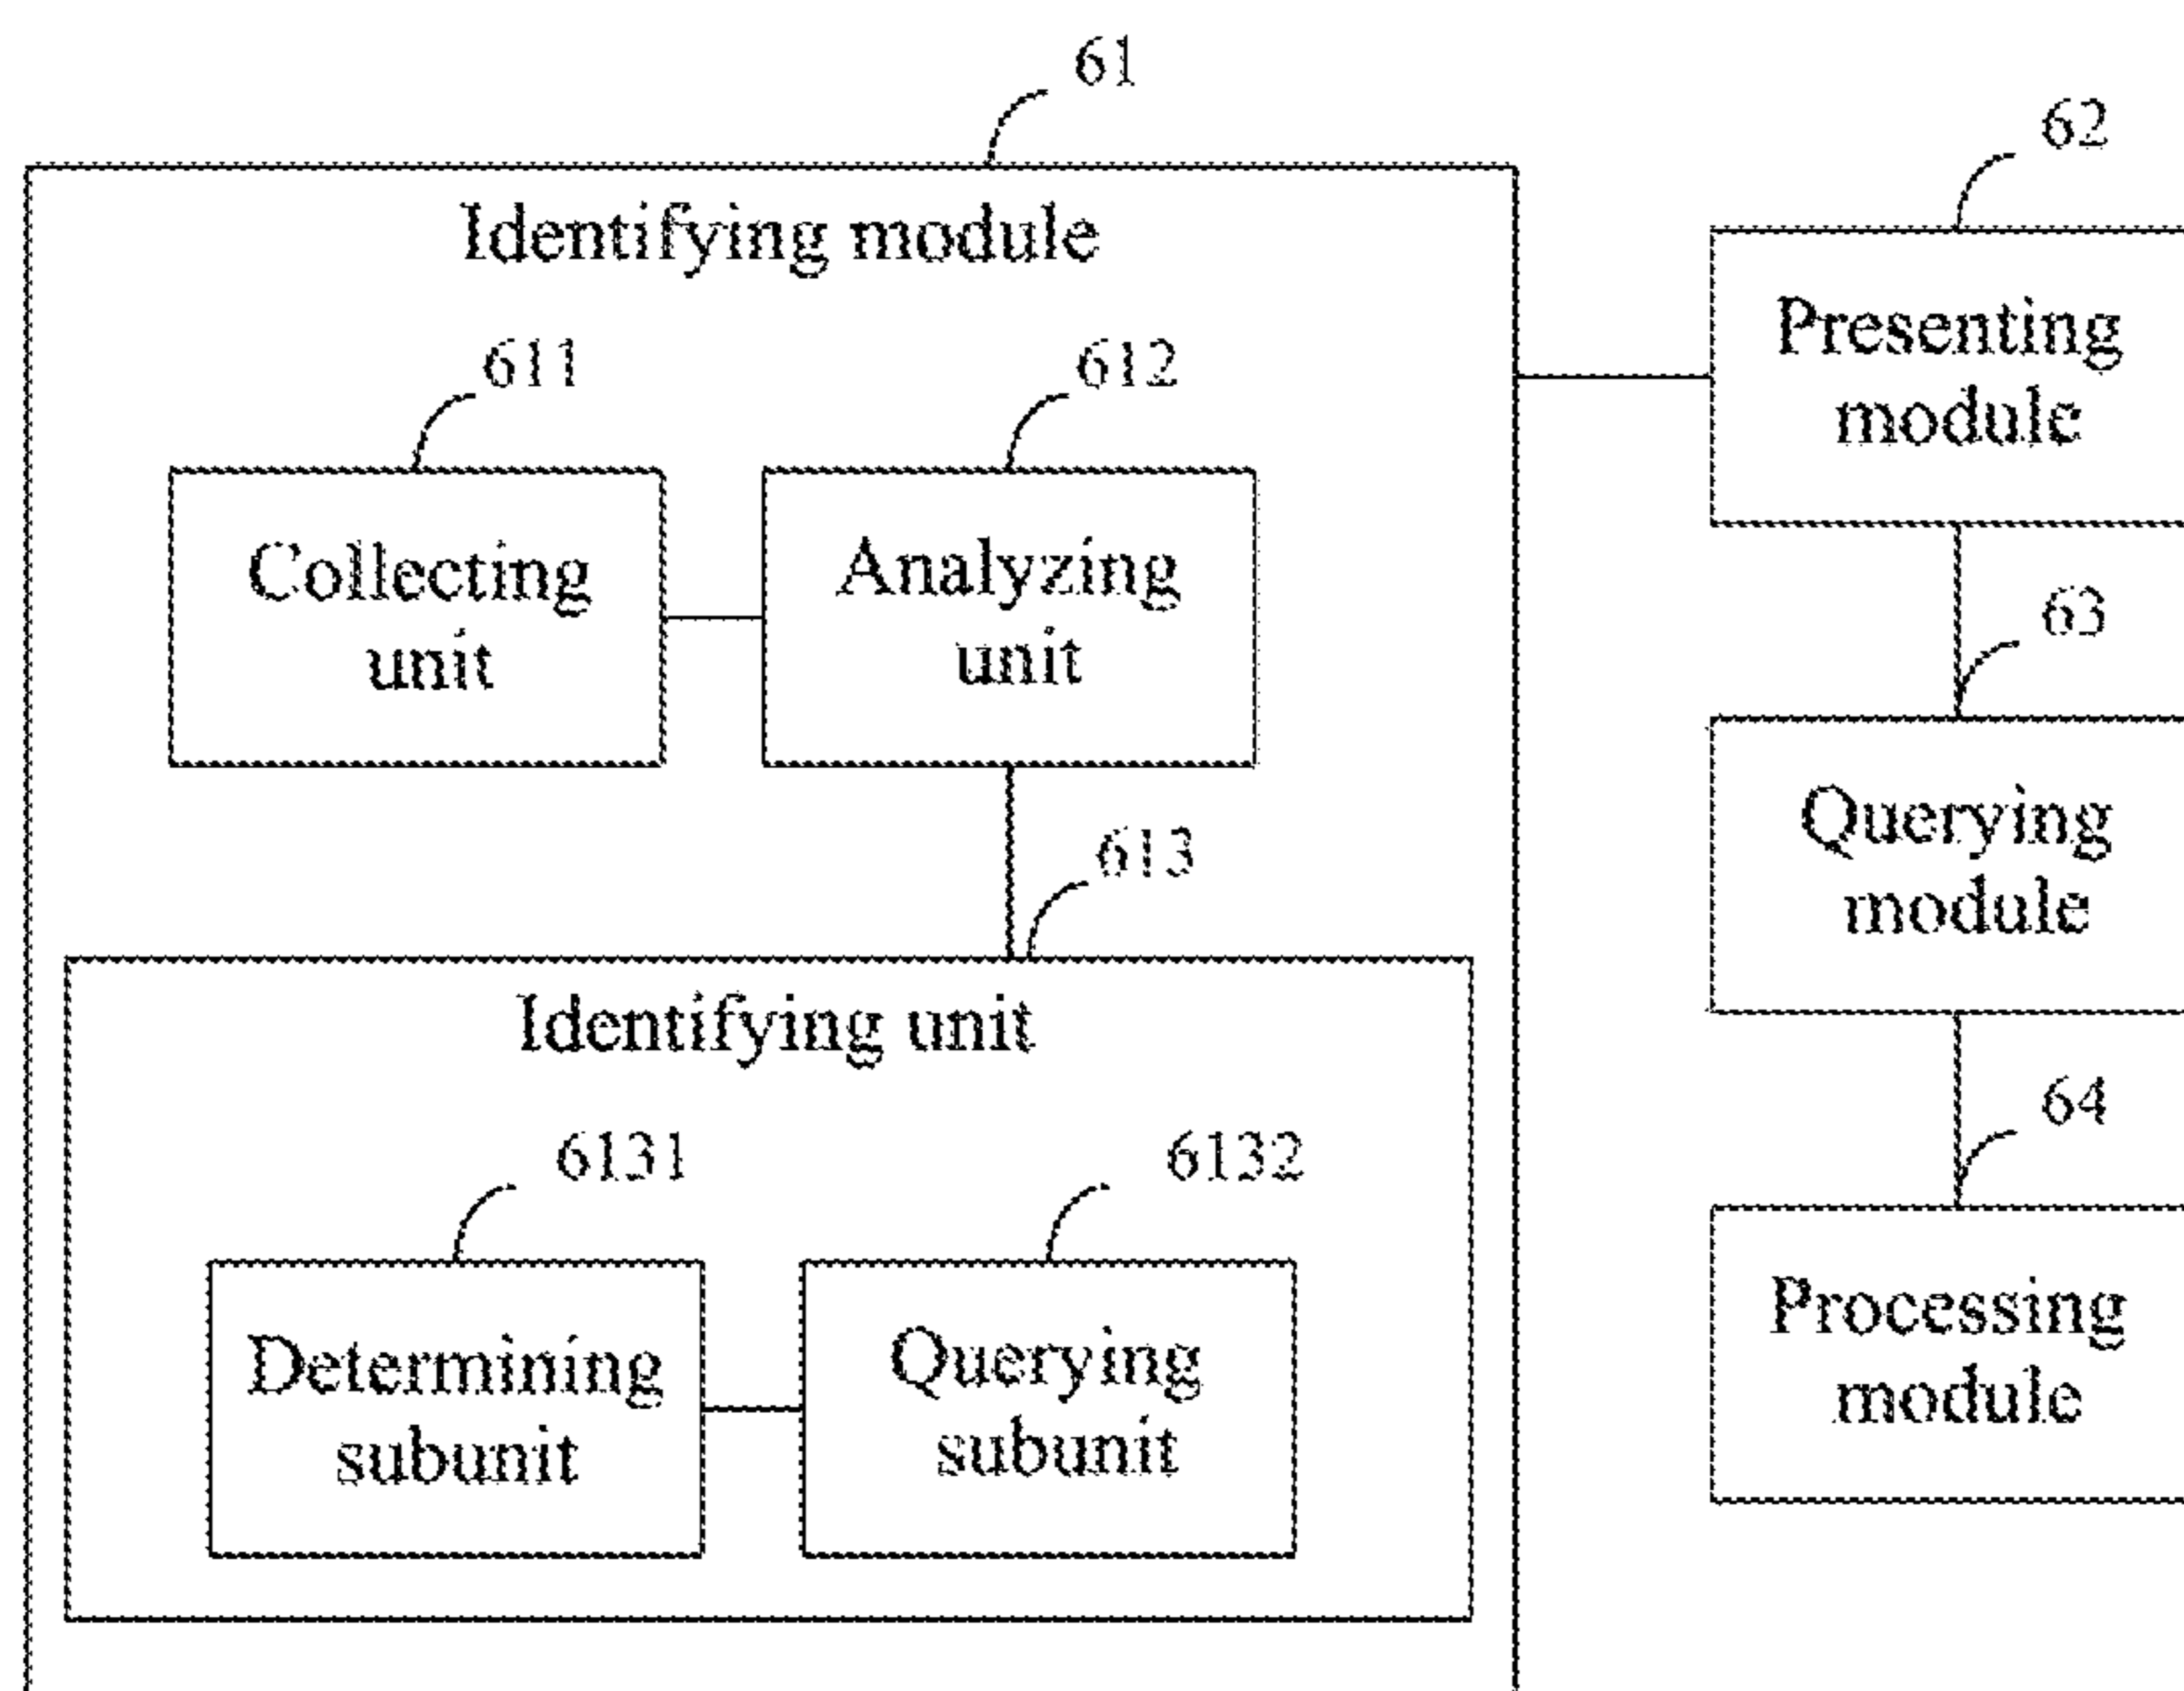 61
Identifying module
611
612
Collecting
unit
Analyzing
unit
613
Identifying unit
6131
6132
Determining
subunit
Querying
subunit
62
Presenting
module
63
Querying
module
64
Processing
module